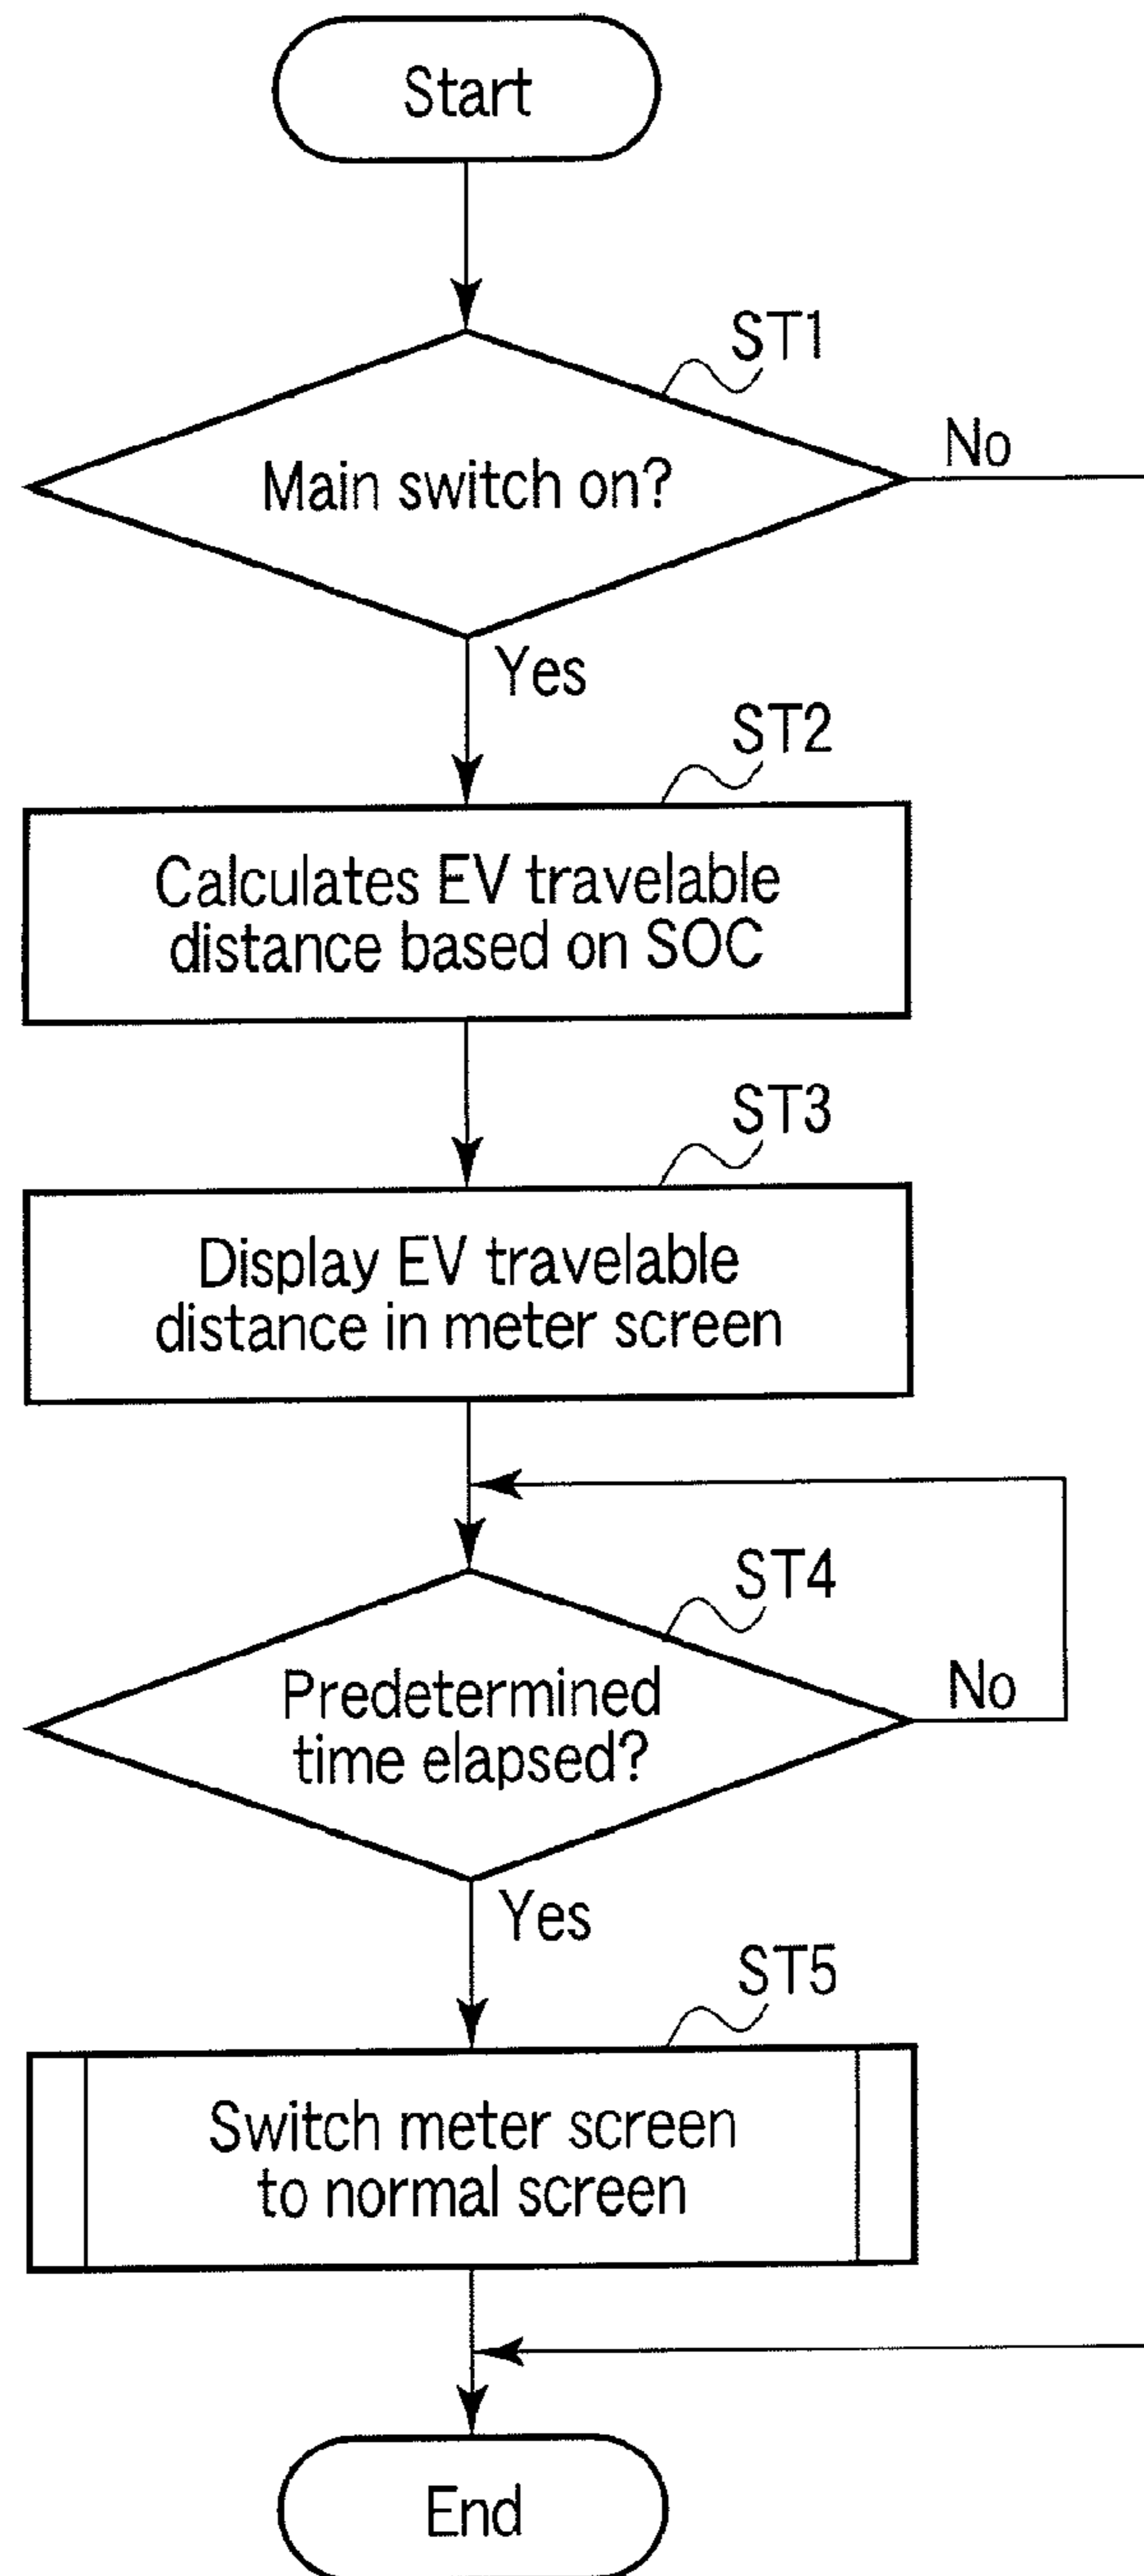 Start
ST1
Main switch on?
No
Yes
ST2
Calculates EV travelable
distance based on SOC
ST3
Display EV travelable
distance in meter screen
ST4
Predetermined
time elapsed?
No
Yes
ST5
Switch meter screen
to normal screen
End